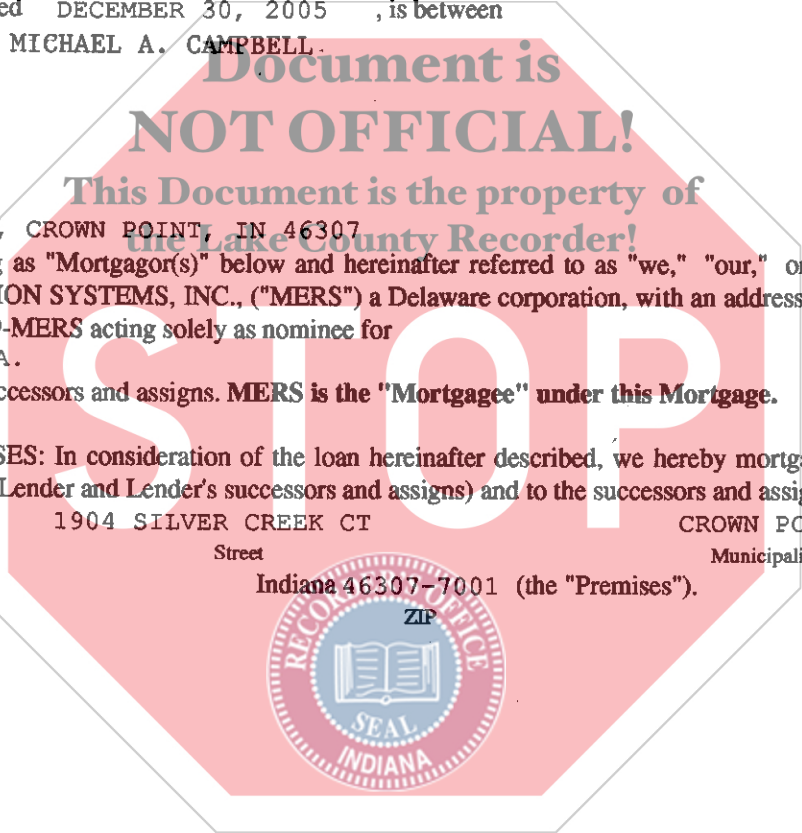 ed DECEMBER 30, 2005 , is between
MICHAEL A. CAMPBELL
Document is
NOT OFFICIAL!
This Document is the property of
the Lake County Recorder!
, CROWN POINT, IN 46307
as "Mortgagor(s)" below and hereinafter referred to as "we," "our," or
ION SYSTEMS, INC., ("MERS") a Delaware corporation, with an address
-MERS acting solely as nominee for
A.
ccessors and assigns. MERS is the "Mortgagee" under this Mortgage.
STOP
SES: In consideration of the loan hereinafter described, we hereby mortga
Lender and Lender's successors and assigns) and to the successors and assig
1904 SILVER CREEK CT CROWN PO
Street Municipali
Indiana 46307-7001 (the "Premises").
ZIP
RECORDER'S OFFICE
SEAL
INDIANA